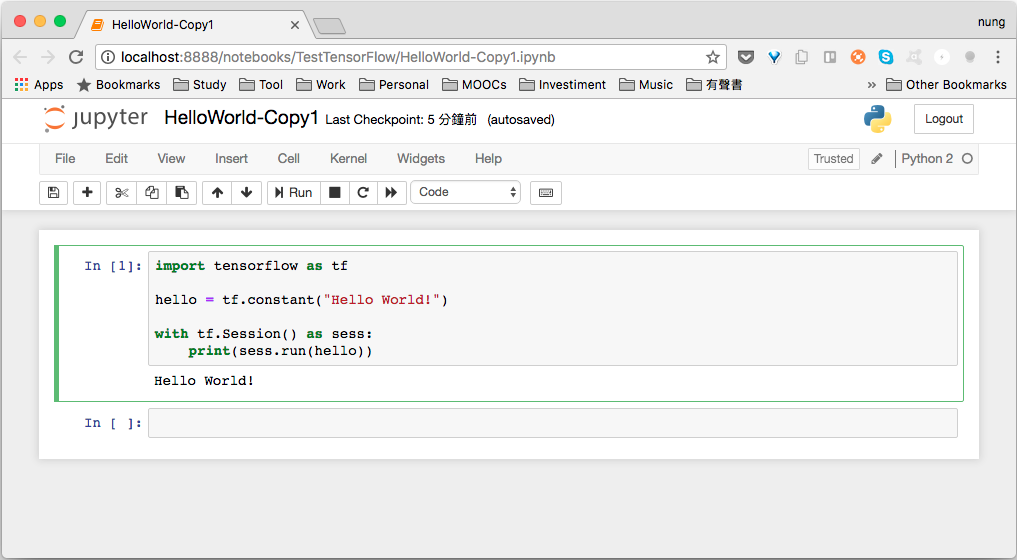 HelloWorld-Copy1
nung
localhost:8888/notebooks/TestTensorFlow/HelloWorld-Copy1.ipynb
Apps Bookmarks Study Tool Work Personal MOOCs Investiment Music 有聲書 » Other Bookmarks
jupyter HelloWorld-Copy1 Last Checkpoint: 5 分鐘前 (autosaved) Logout
File Edit View Insert Cell Kernel Widgets Help Trusted Python 2
Run Code
In [1]: import tensorflow as tf
hello = tf.constant("Hello World!")
with tf.Session() as sess:
    print(sess.run(hello))
Hello World!
In [ ]: